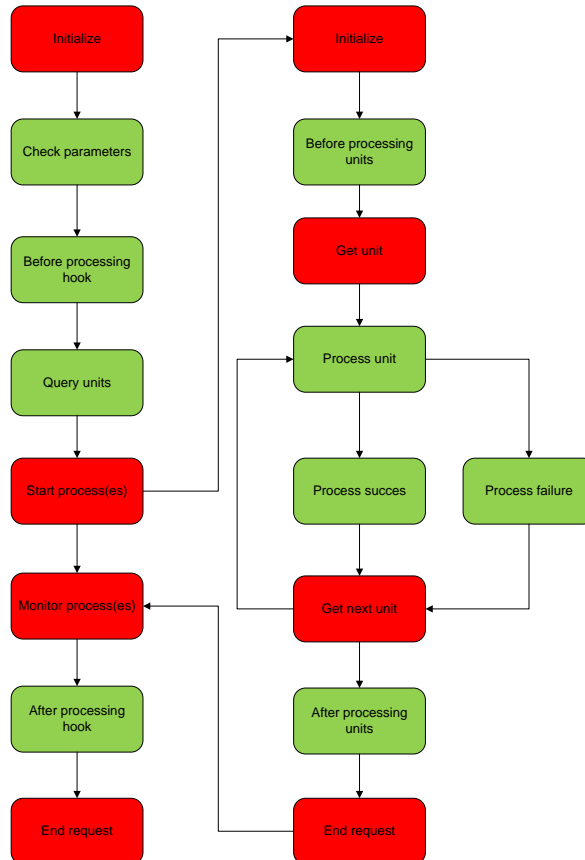 Initialize
Check parameters
Before processing
hook
Query units
Start process(es)
Monitor process(es)
After processing
hook
End request
Initialize
Before processing
units
Get unit
Process unit
Process succes
Process failure
Get next unit
After processing
units
End request